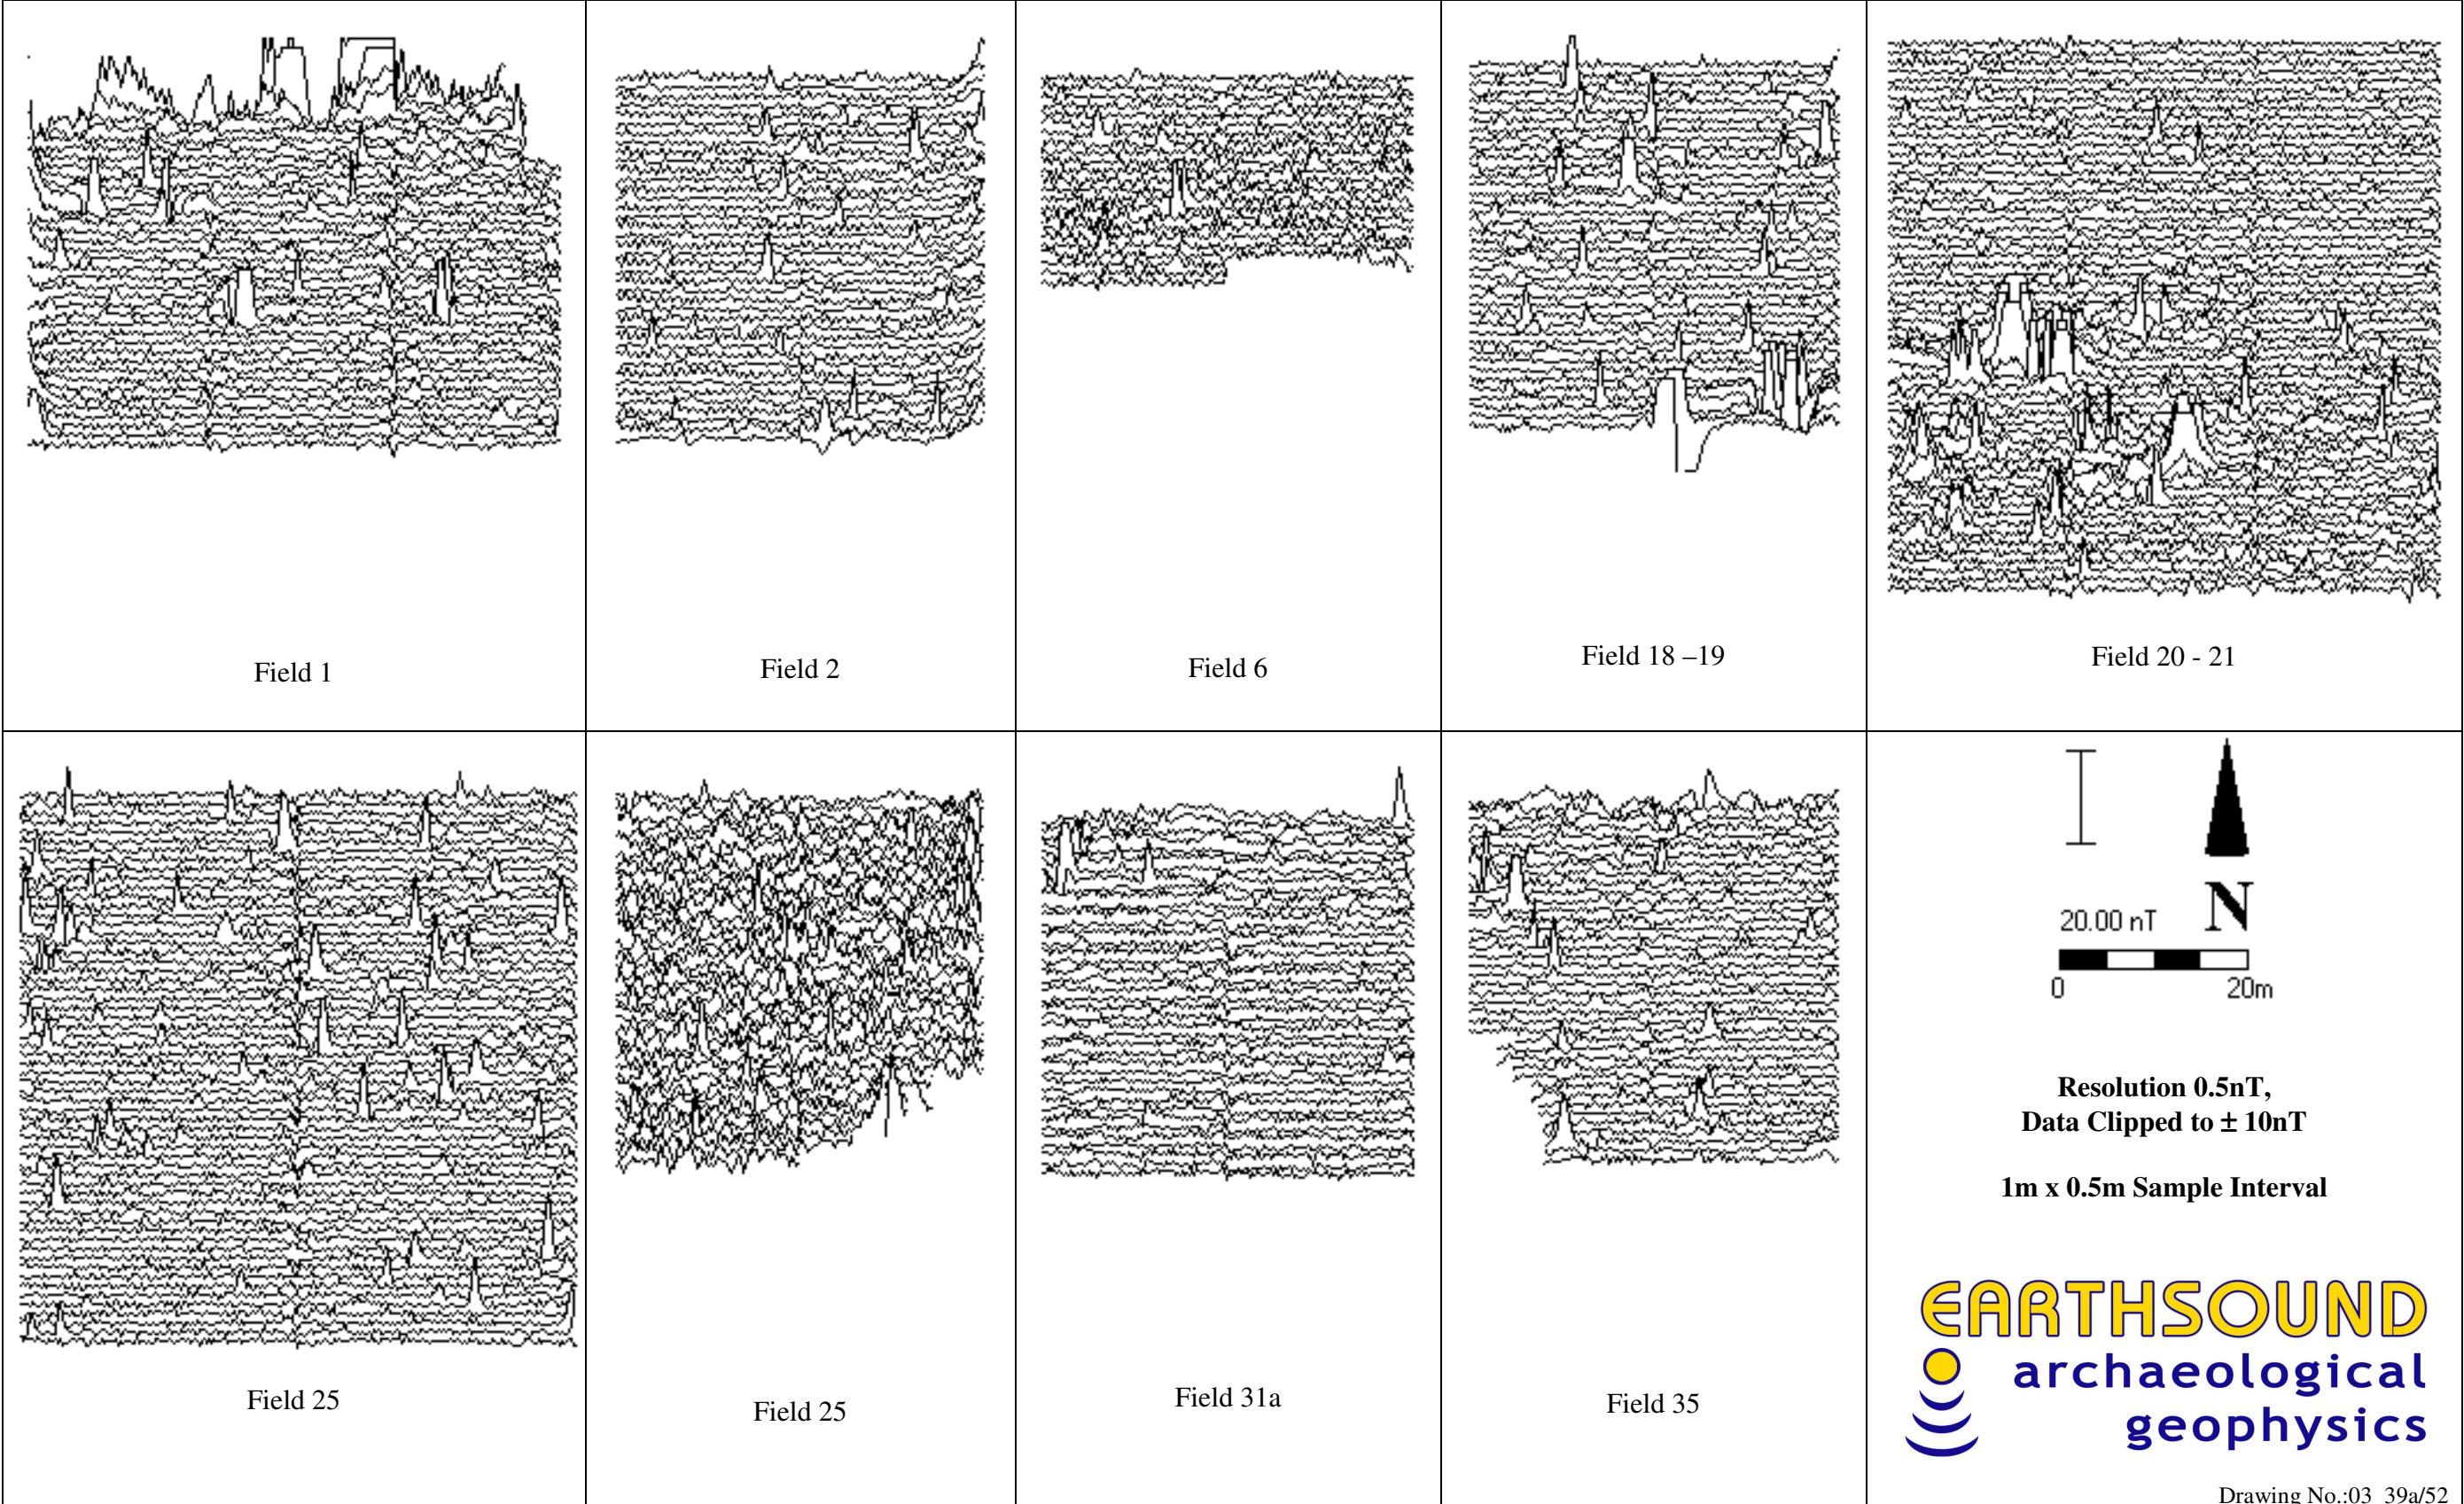 Field 1
Field 2
Field 6
Field 18 –19
Field 20 - 21
Field 25
Field 25
Field 31a
Field 35
20.00 nT
N
0 20m
Resolution 0.5nT,
Data Clipped to ± 10nT
1m x 0.5m Sample Interval
EARTHSOUND
archaeological
geophysics
Drawing No.:03_39a/52